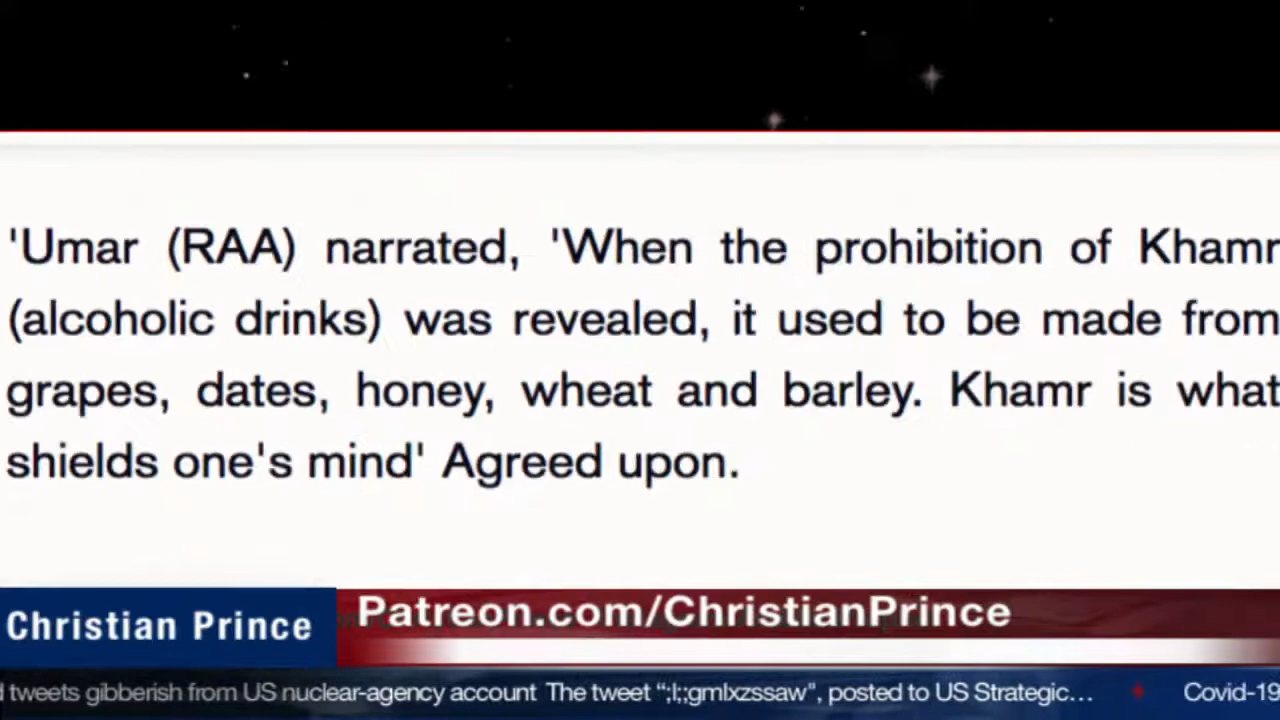 'Umar (RAA) narrated, 'When the prohibition of Khamr
(alcoholic drinks) was revealed, it used to be made from
grapes, dates, honey, wheat and barley. Khamr is what
shields one's mind' Agreed upon.
Christian Prince
Patreon.com/ChristianPrince
tweets gibberish from US nuclear-agency account The tweet “;l;;gmlxzssaw”, posted to US Strategic… Covid-19